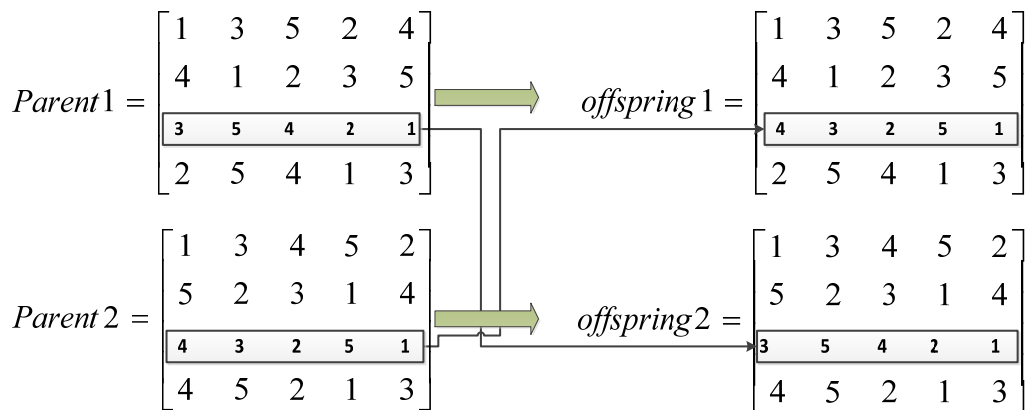 1 3 5 2 4 1 3 5 2 4
4 1 2 3 5 4 1 2 3 5
Parent1 = offspring1 =
3 5 4 2 1 4 3 2 5 1
2 5 4 1 3 2 5 4 1 3
1 3 4 5 2 1 3 4 5 2
5 2 3 1 4 5 2 3 1 4
Parent2 = offspring2 =
4 3 2 5 1 3 5 4 2 1
4 5 2 1 3 4 5 2 1 3